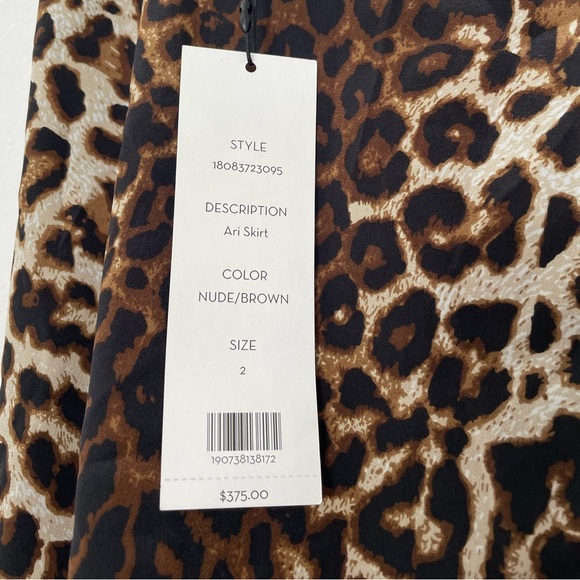 STYLE
18083723095
DESCRIPTION
Ari Skirt
COLOR
NUDE/BROWN
SIZE
2
190738138172
$375.00